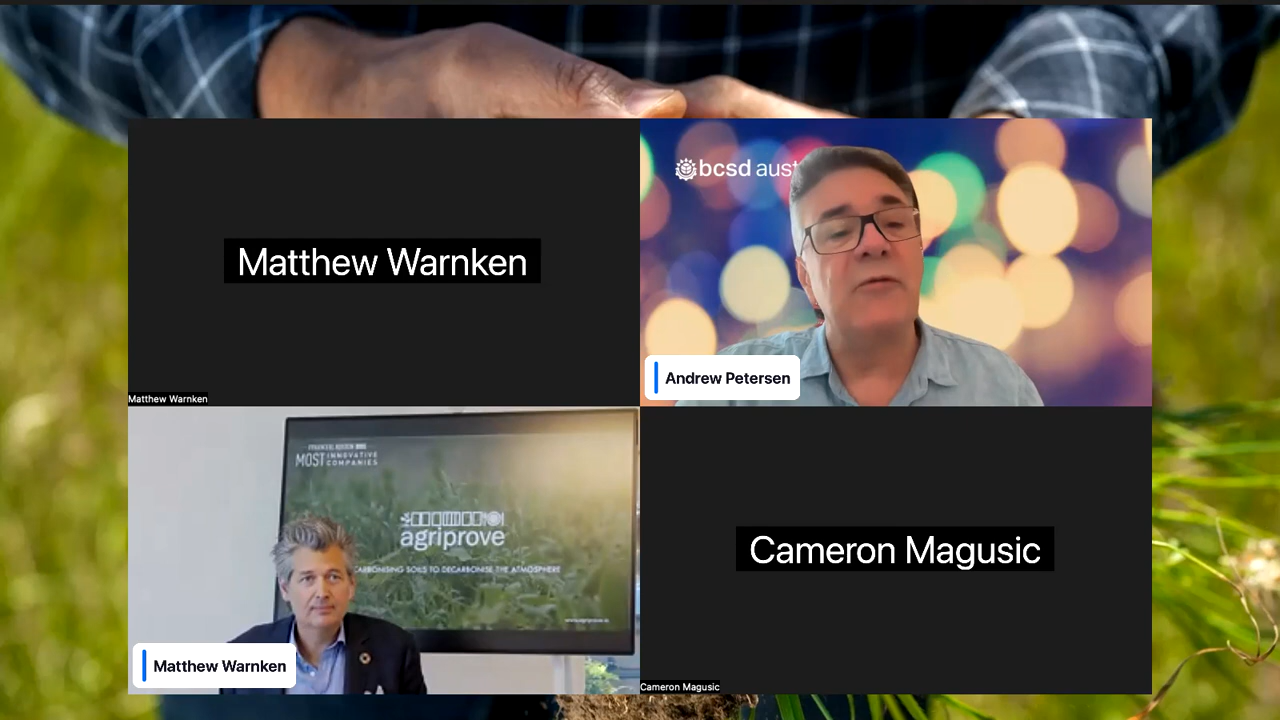 Matthew Warnken
Matthew Warnken
bcsd aust
Andrew Petersen
MOST INNOVATIVE
COMPANIES
agriprove
CARBONISING SOILS TO DECARBONISE THE ATMOSPHERE
Matthew Warnken
Cameron Magusic
Cameron Magusic